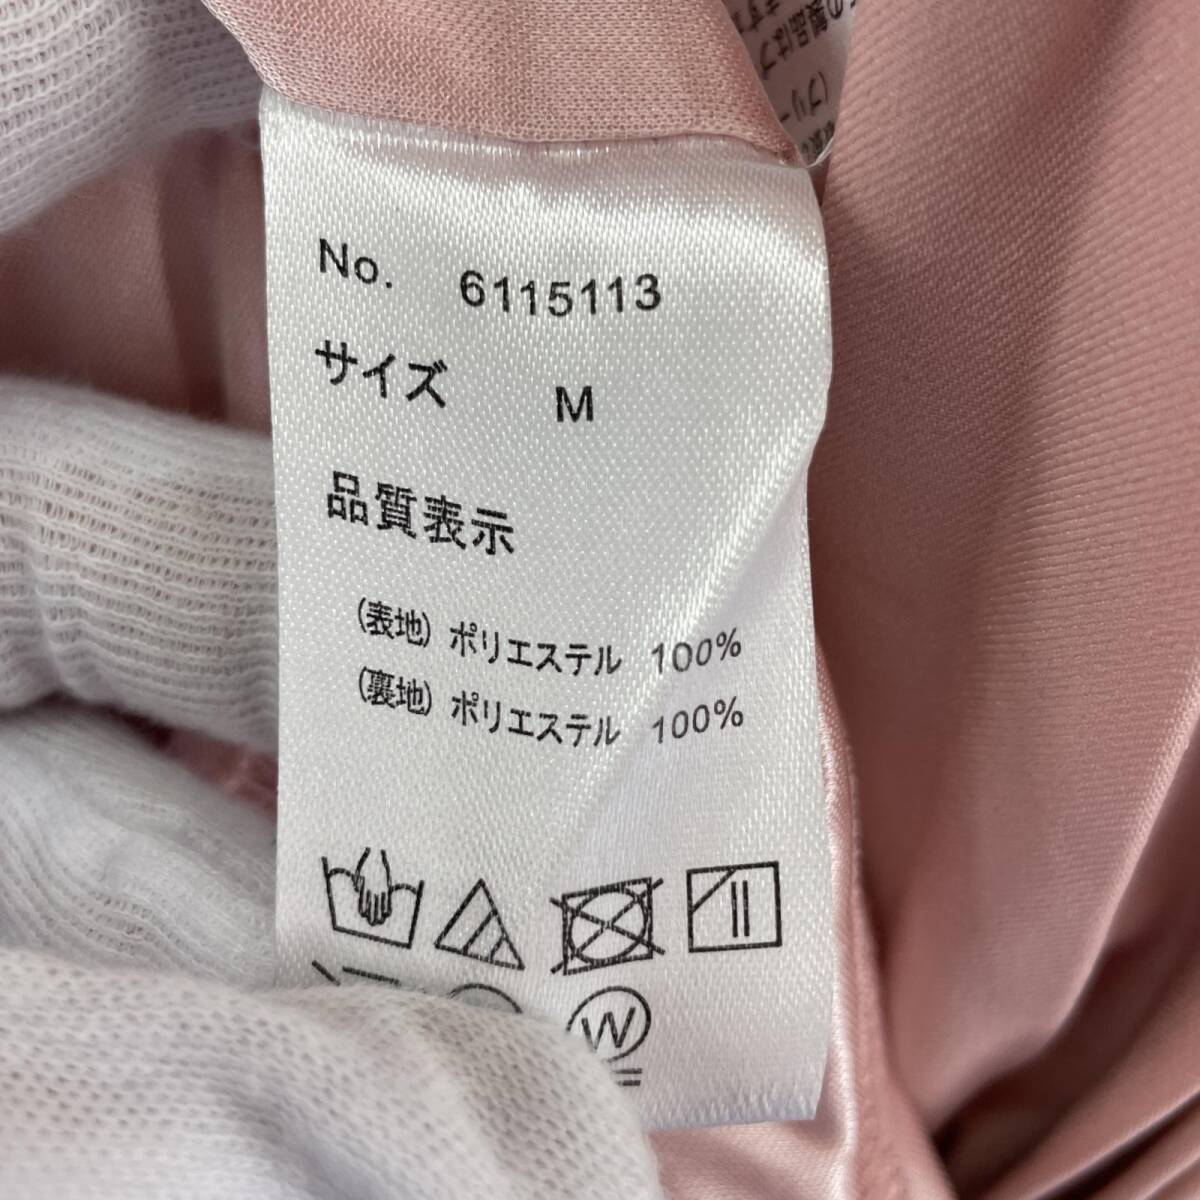 No. 6115113
サイズ M
品質表示
(表地) ポリエステル 100%
(裏地) ポリエステル 100%
W